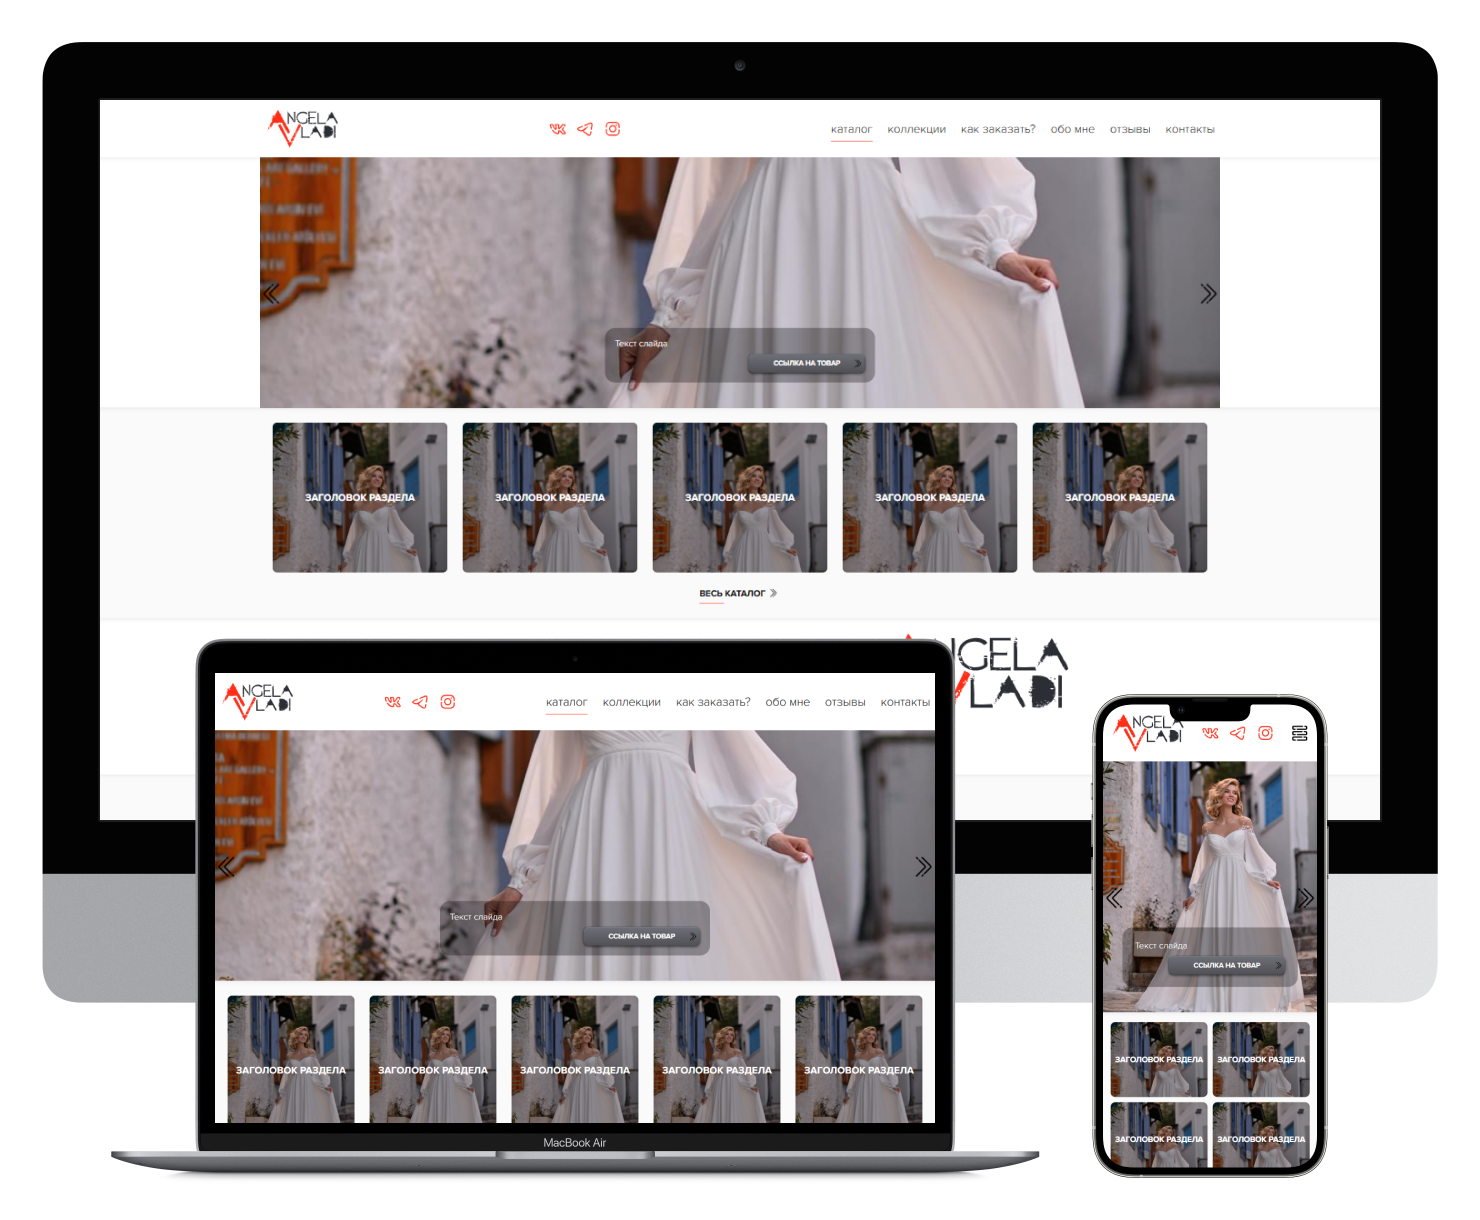 ANGELA
VLADI
каталог коллекции как заказать? обо мне отзывы контакты
Текст слайда
ССЫЛКА НА ТОВАР
ЗАГОЛОВОК РАЗДЕЛА ЗАГОЛОВОК РАЗДЕЛА ЗАГОЛОВОК РАЗДЕЛА ЗАГОЛОВОК РАЗДЕЛА ЗАГОЛОВОК РАЗДЕЛА
ВЕСЬ КАТАЛОГ
ANGELA
VLADI
ANGELA
VLADI
каталог коллекции как заказать? обо мне отзывы контакты
Текст слайда
ССЫЛКА НА ТОВАР
ЗАГОЛОВОК РАЗДЕЛА ЗАГОЛОВОК РАЗДЕЛА ЗАГОЛОВОК РАЗДЕЛА ЗАГОЛОВОК РАЗДЕЛА ЗАГОЛОВОК РАЗДЕЛА
MacBook Air
ANGELA
VLADI
Текст слайда
ССЫЛКА НА ТОВАР
ЗАГОЛОВОК РАЗДЕЛА ЗАГОЛОВОК РАЗДЕЛА
ЗАГОЛОВОК РАЗДЕЛА ЗАГОЛОВОК РАЗДЕЛА